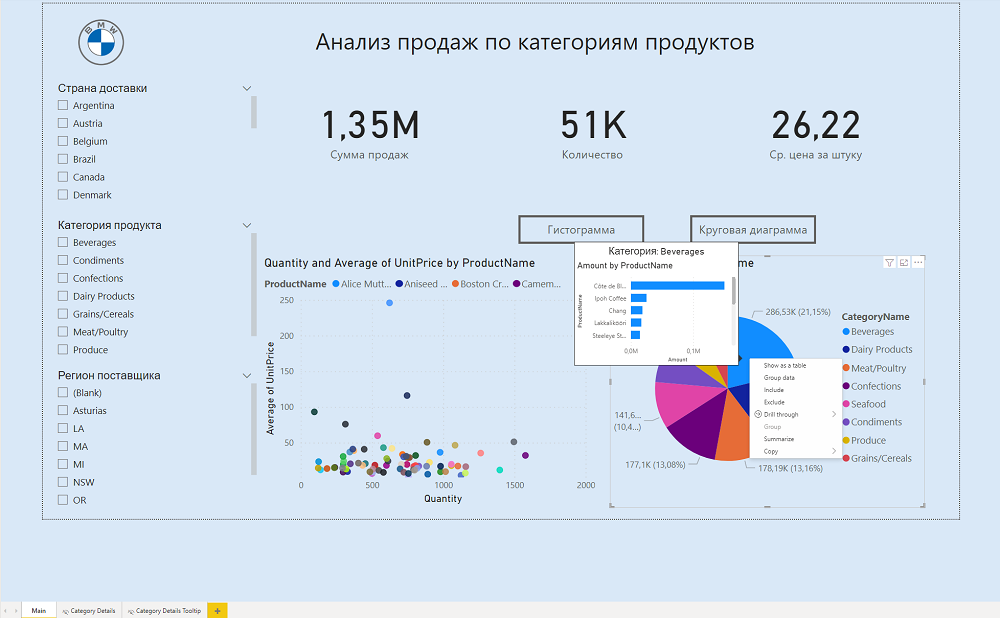 BMW
Анализ продаж по категориям продуктов
Страна доставки
Argentina
Austria
Belgium
Brazil
Canada
Denmark
1,35M
Сумма продаж
51K
Количество
26,22
Ср. цена за штуку
Категория продукта
Beverages
Condiments
Confections
Dairy Products
Grains/Cereals
Meat/Poultry
Produce
Регион поставщика
(Blank)
Asturias
LA
MA
MI
NSW
OR
Гистограмма
Круговая диаграмма
Quantity and Average of UnitPrice by ProductName
ProductName Alice Mutt... Aniseed ... Boston Cr... Camem...
Average of UnitPrice
250
200
150
100
50
0 500 1000 1500 2000
Quantity
Категория: Beverages
Amount by ProductName
ProductName
Côte de Bl...
Ipoh Coffee
Chang
Lakkalikööri
Steeleye St...
0,0M 0,1M
Amount
me
286,53K (21,15%)
141,6...
(10,4...)
177,1K (13,08%)
178,19K (13,16%)
CategoryName
Beverages
Dairy Products
Meat/Poultry
Confections
Seafood
Condiments
Produce
Grains/Cereals
Show as a table
Group data
Include
Exclude
Drill through
Group
Summarize
Copy
Main
Category Details
Category Details Tooltip
+